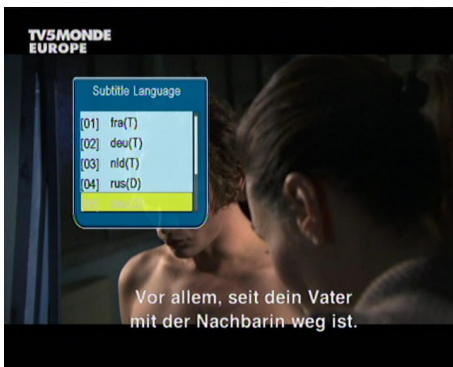 TV5MONDE
EUROPE
Subtitle Language
[01] fra(T)
[02] deu(T)
[03] nld(T)
[04] rus(D)
Vor allem, seit dein Vater
mit der Nachbarin weg ist.